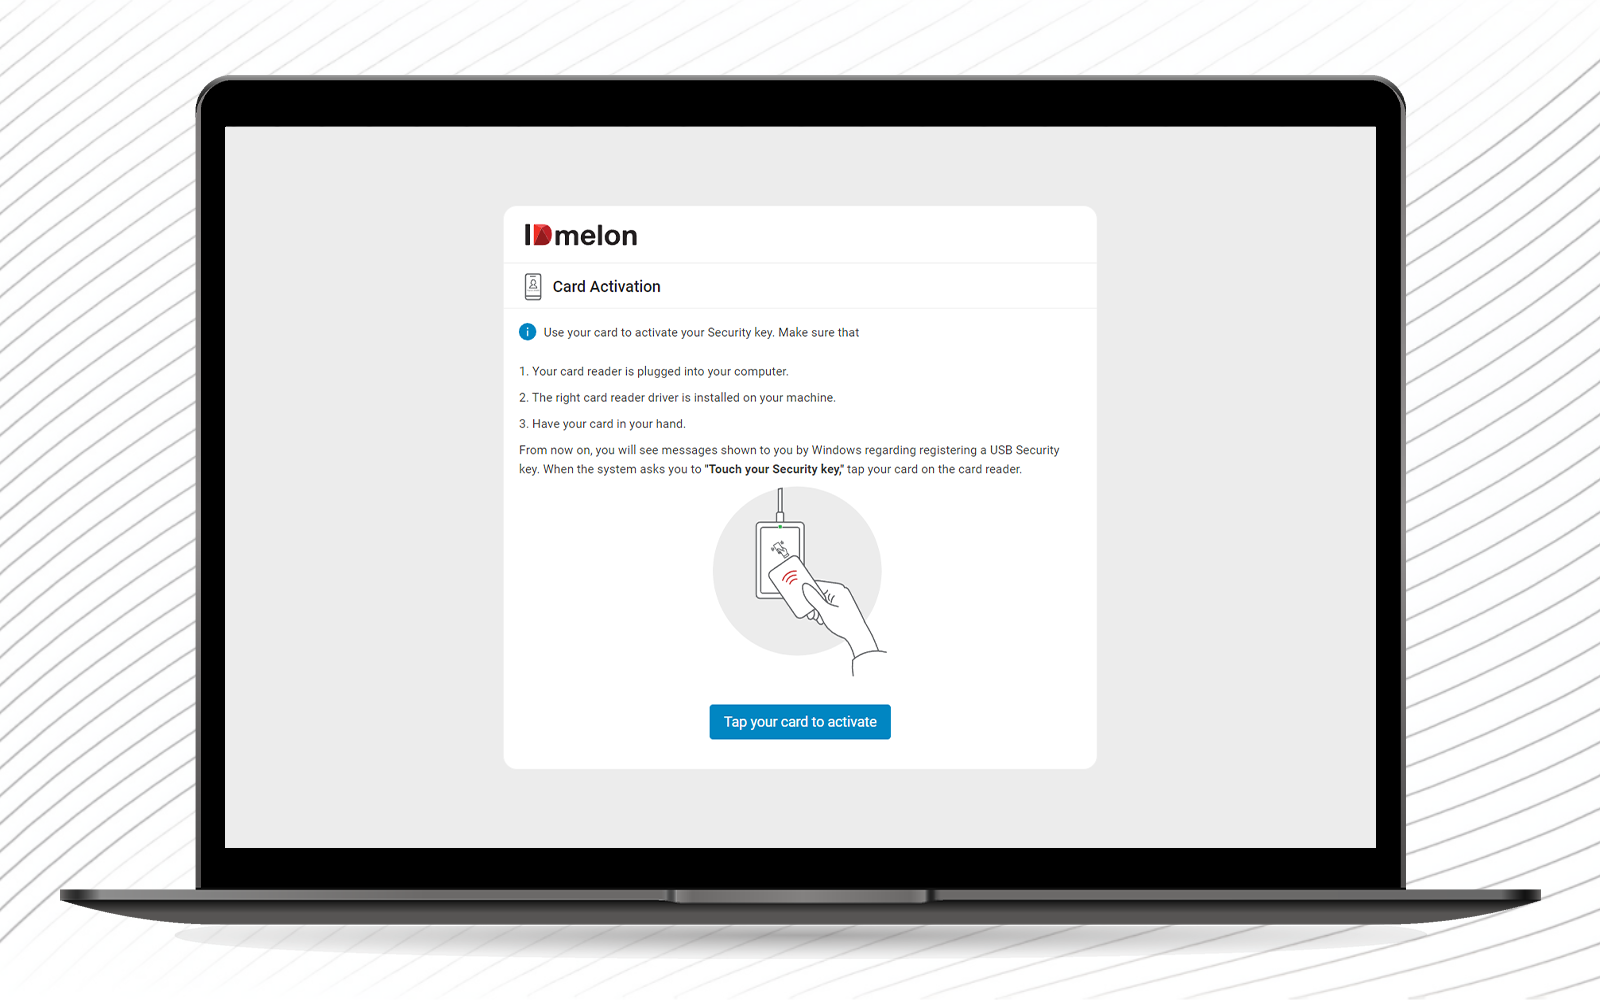 IDmelon
Card Activation
Use your card to activate your Security key. Make sure that
1. Your card reader is plugged into your computer.
2. The right card reader driver is installed on your machine.
3. Have your card in your hand.
From now on, you will see messages shown to you by Windows regarding registering a USB Security
key. When the system asks you to "Touch your Security key," tap your card on the card reader.
Tap your card to activate